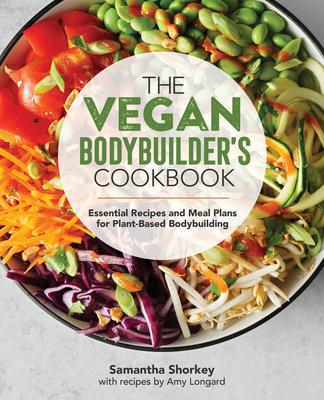 THE
VEGAN
BODYBUILDER'S
COOKBOOK
Essential Recipes and Meal Plans
for Plant-Based Bodybuilding
Samantha Shorkey
with recipes by Amy Longard